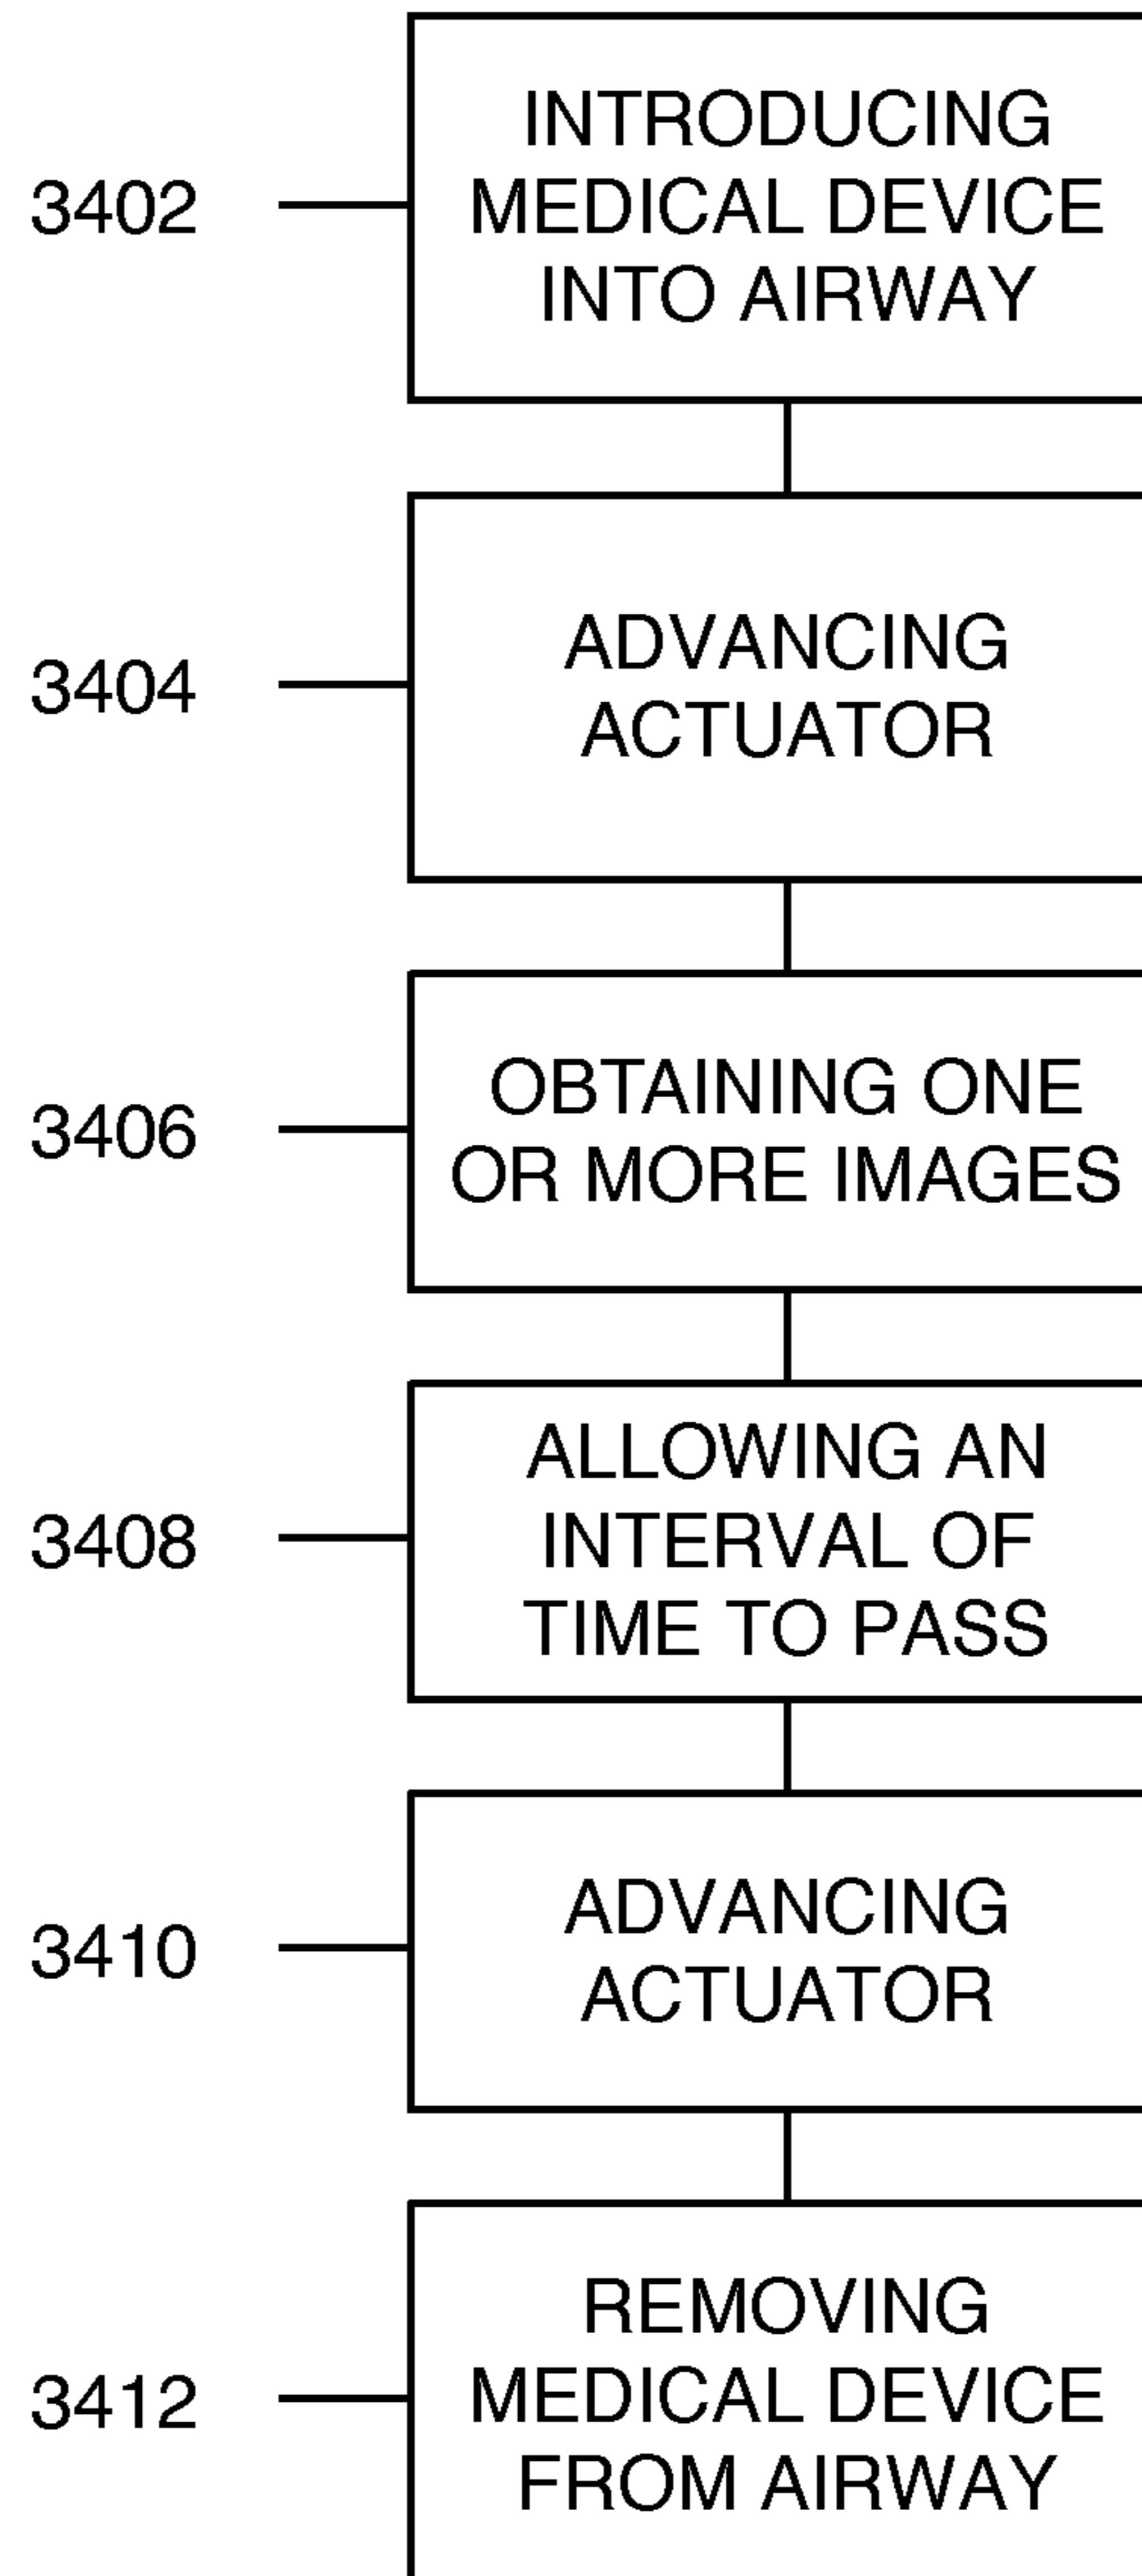 3402
INTRODUCING
MEDICAL DEVICE
INTO AIRWAY
3404
ADVANCING
ACTUATOR
3406
OBTAINING ONE
OR MORE IMAGES
3408
ALLOWING AN
INTERVAL OF
TIME TO PASS
3410
ADVANCING
ACTUATOR
3412
REMOVING
MEDICAL DEVICE
FROM AIRWAY